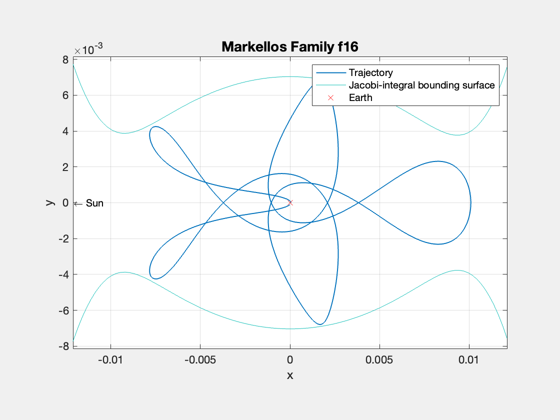 Markellos Family f16
×10⁻³
Trajectory
Jacobi-integral bounding surface
Earth
8
6
4
2
0
-2
-4
-6
-8
y
← Sun
-0.01
-0.005
0
0.005
0.01
x